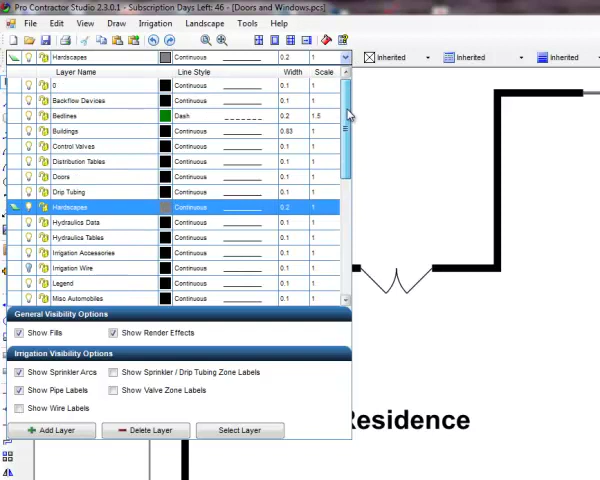 Pro Contractor Studio 2.3.0.1 - Subscription Days Left: 46 - [Doors and Windows.pcs]
File Edit View Draw Irrigation Landscape Tools Help
Hardscapes Continuous 0.2 1 Inherited Inherited Inherited
Layer Name Line Style Width Scale
0 Continuous 0.1 1
Backflow Devices Continuous 0.1 1
Bedlines Dash 0.2 1.5
Buildings Continuous 0.83 1
Control Valves Continuous 0.1 1
Distribution Tables Continuous 0.1 1
Doors Continuous 0.1 1
Drip Tubing Continuous 0.1 1
Hardscapes Continuous 0.2 1
Hydraulics Data Continuous 0.1 1
Hydraulics Tables Continuous 0.1 1
Irrigation Accessories Continuous 0.1 1
Irrigation Wire Continuous 0.1 1
Legend Continuous 0.1 1
Misc Automobiles Continuous 0.1 1
General Visibility Options
Show Fills Show Render Effects
Irrigation Visibility Options
Show Sprinkler Arcs Show Sprinkler / Drip Tubing Zone Labels
Show Pipe Labels Show Valve Zone Labels
Show Wire Labels
Residence
Add Layer Delete Layer Select Layer